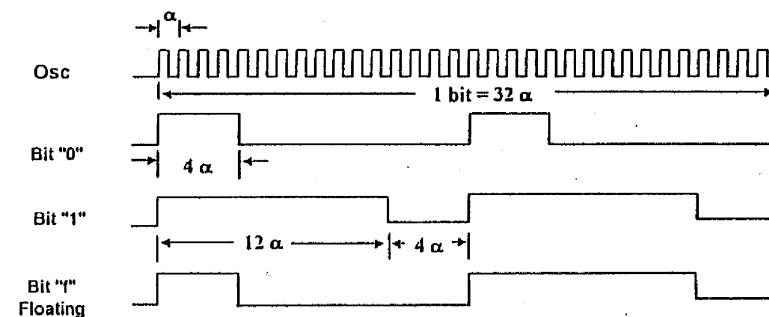 α
Osc
1 bit = 32 α
Bit "0"
4 α
Bit "1"
12 α
4 α
Bit "f"
Floating